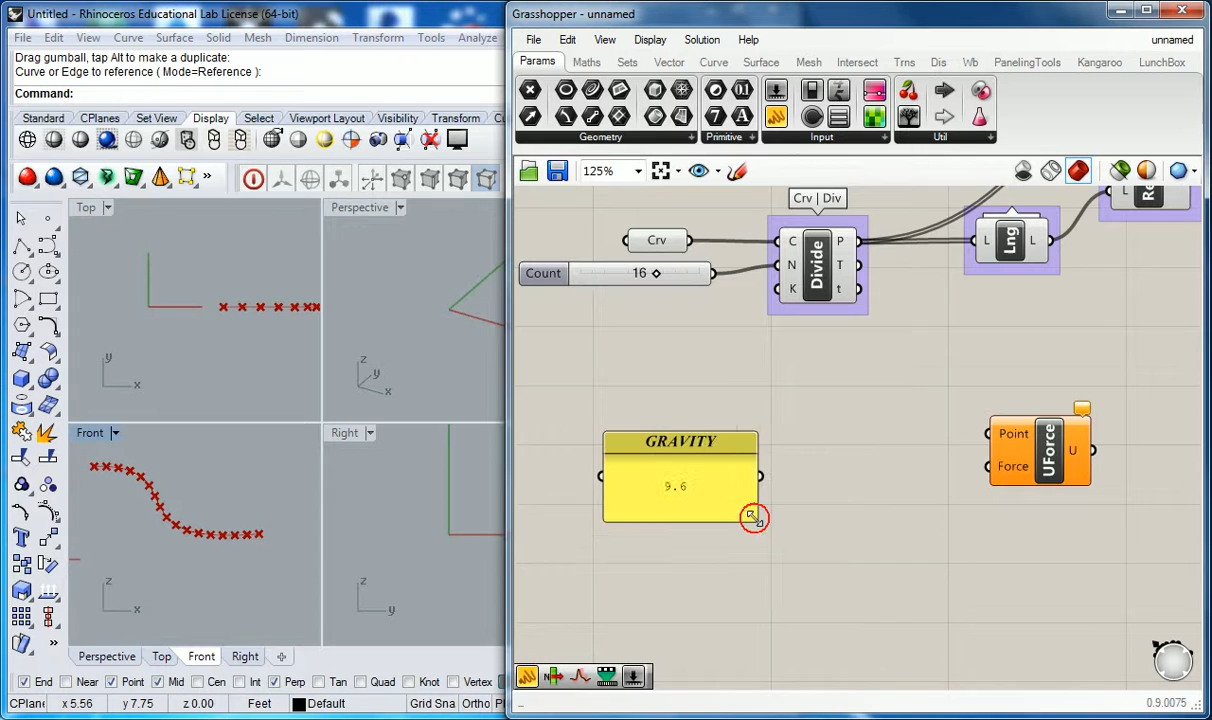 Untitled - Rhinoceros Educational Lab License (64-bit)
File Edit View Curve Surface Solid Mesh Dimension Transform Tools Analyze
Drag gumball, tap Alt to make a duplicate:
Curve or Edge to reference ( Mode=Reference ):
Command:
Standard CPlanes Set View Display Select Viewport Layout Visibility Transform
Top
Perspective
y
x
z
y
x
Front
Right
z
x
z
y
Perspective Top Front Right
End Near Point Mid Cen Int Perp Tan Quad Knot Vertex
CPlane x 5.56 y 7.75 z 0.00 Feet Default Grid Sna Ortho
Grasshopper - unnamed
File Edit View Display Solution Help
unnamed
Params Maths Sets Vector Curve Surface Mesh Intersect Trns Dis Wb PanelingTools Kangaroo LunchBox
Geometry Primitive Input Util
125%
Crv | Div
Crv
Count 16
C
N
K
Divide
P
T
t
L Lng L
L
GRAVITY
9.6
Point
Force
UForce
U
0.9.0075